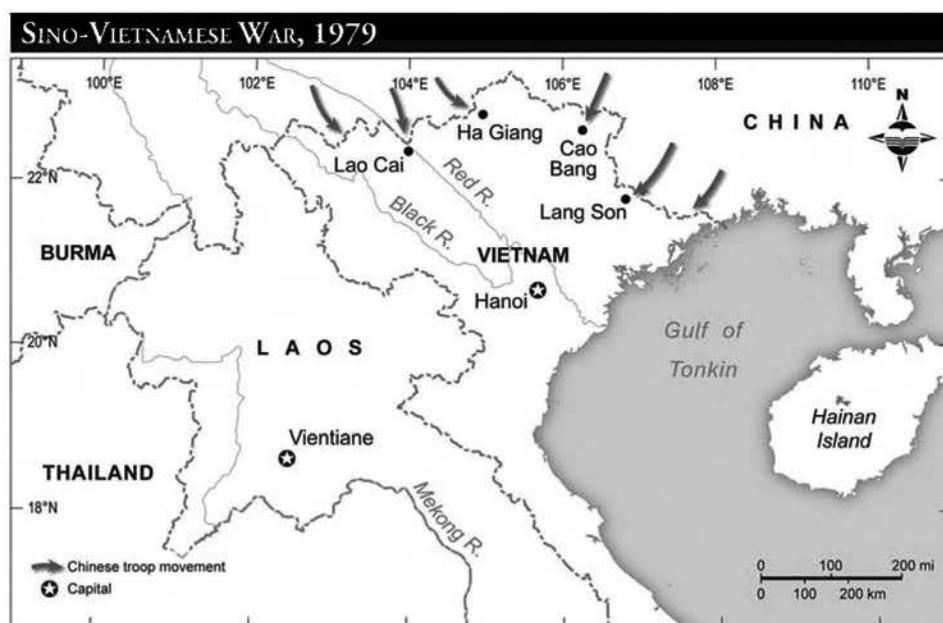 SINO-VIETNAMESE WAR, 1979
100°E 102°E 104°E 106°E 108°E 110°E
N
CHINA
Ha Giang
Cao
Bang
Lao Cai
22°N
Red R.
Lang Son
Black R.
BURMA
VIETNAM
Hanoi
20°N
LAOS
Gulf of
Tonkin
Hainan
Island
Vientiane
THAILAND
18°N
Mekong R.
Chinese troop movement
Capital
0 100 200 mi
0 100 200 km